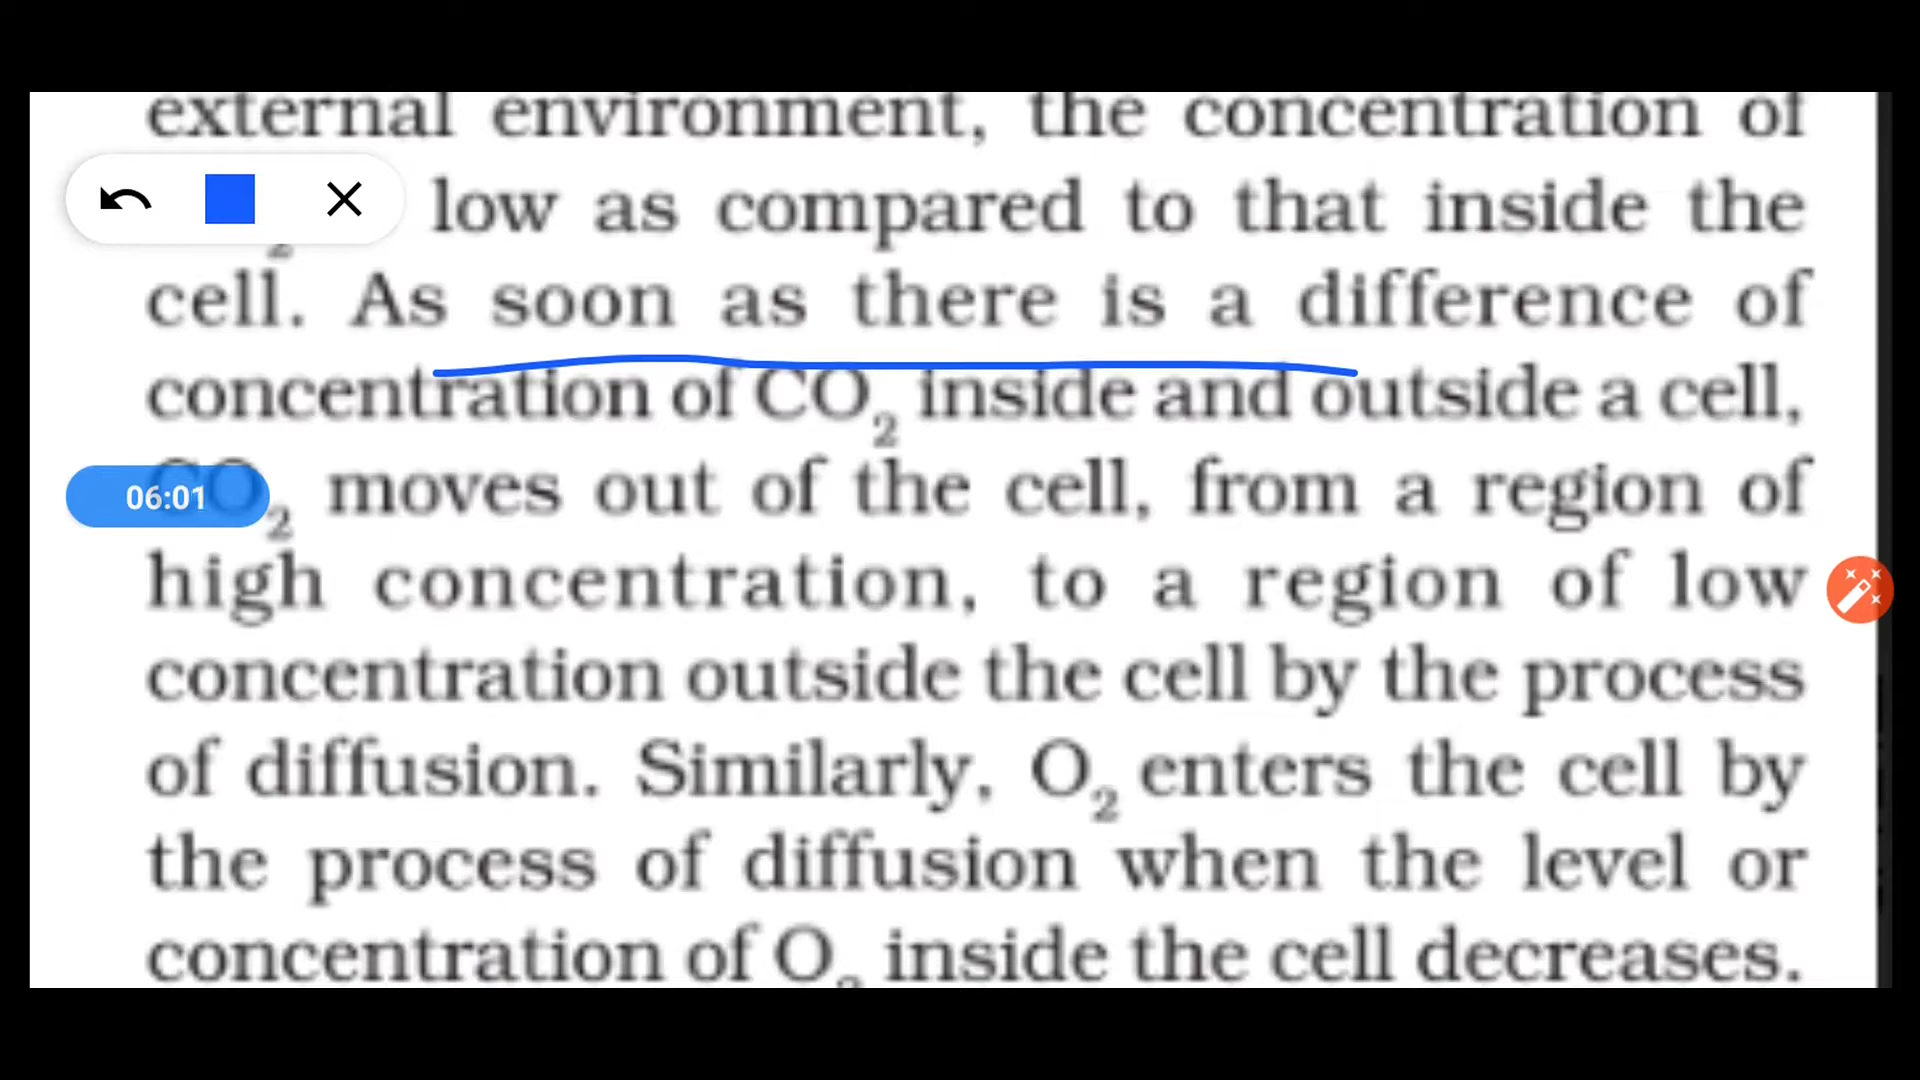 external environment, the concentration of
2 low as compared to that inside the
cell. As soon as there is a difference of
concentration of CO2 inside and outside a cell,
CO2 moves out of the cell, from a region of
06:01
high concentration, to a region of low
concentration outside the cell by the process
of diffusion. Similarly, O2 enters the cell by
the process of diffusion when the level or
concentration of O2 inside the cell decreases.